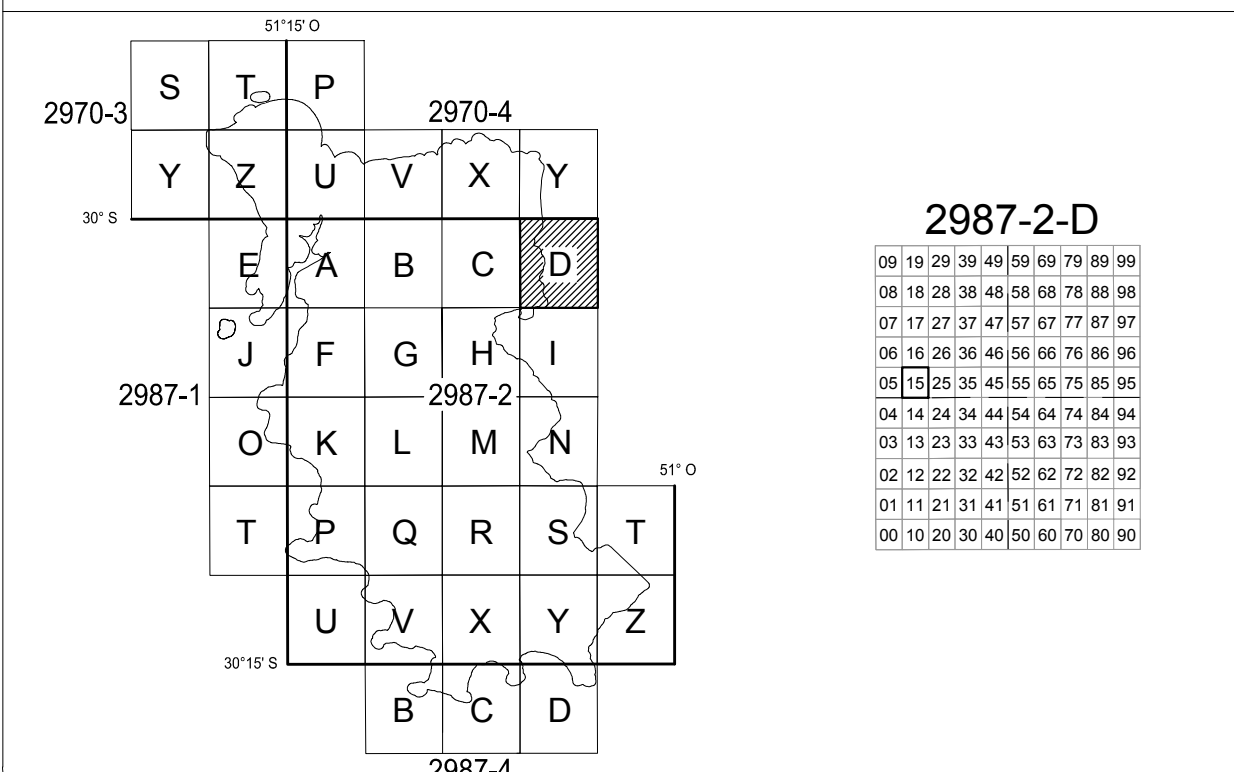 51°15' O
S T P
2970-3 2970-4
Y Z U V X Y
30° S
E A B C D
J F G H I
2987-1 2987-2
O K L M N
51° O
T P Q R S T
U V X Y Z
30°15' S
B C D
2987-4
2987-2-D
09 19 29 39 49 59 69 79 89 99
08 18 28 38 48 58 68 78 88 98
07 17 27 37 47 57 67 77 87 97
06 16 26 36 46 56 66 76 86 96
05 15 25 35 45 55 65 75 85 95
04 14 24 34 44 54 64 74 84 94
03 13 23 33 43 53 63 73 83 93
02 12 22 32 42 52 62 72 82 92
01 11 21 31 41 51 61 71 81 91
00 10 20 30 40 50 60 70 80 90